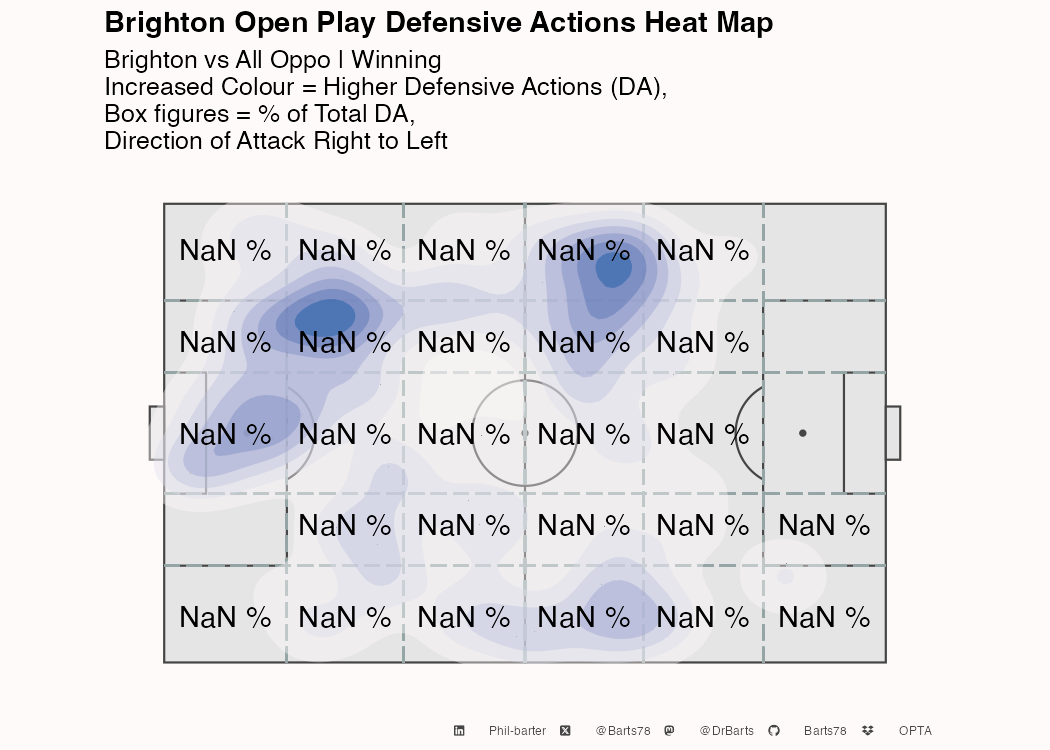 Brighton Open Play Defensive Actions Heat Map
Brighton vs All Oppo | Winning
Increased Colour = Higher Defensive Actions (DA),
Box figures = % of Total DA,
Direction of Attack Right to Left
NaN % NaN % NaN % NaN % NaN %
NaN % NaN % NaN % NaN % NaN %
NaN % NaN % NaN % NaN % NaN %
NaN % NaN % NaN % NaN % NaN %
NaN % NaN % NaN % NaN % NaN % NaN %
Phil-barter @Barts78 @DrBarts Barts78 OPTA